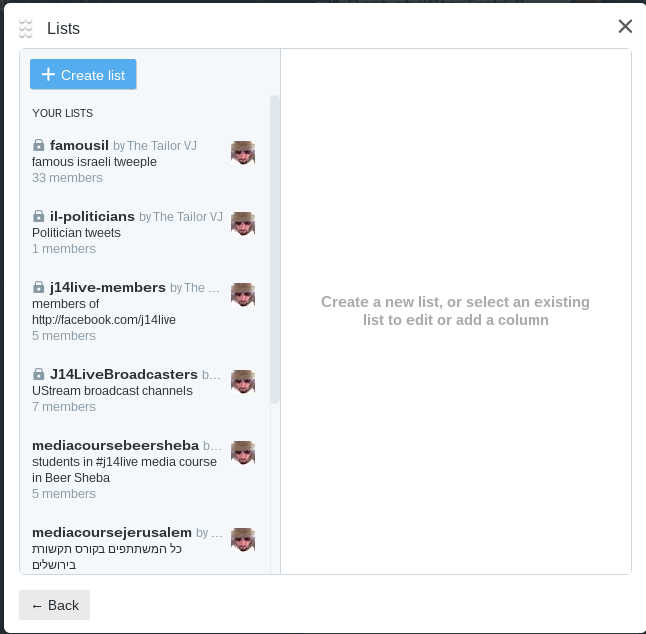 Lists
Create list
YOUR LISTS
famousil by The Tailor VJ
famous israeli tweeple
33 members
il-politicians by The Tailor VJ
Politician tweets
1 members
j14live-members by The ...
members of
http://facebook.com/j14live
5 members
J14LiveBroadcasters b...
UStream broadcast channels
7 members
mediacoursebeersheba b...
students in #j14live media course
in Beer Sheba
5 members
mediacoursejerusalem by ...
כל המשתתפים בקורס תקשורת
בירושלים
Create a new list, or select an existing
list to edit or add a column
← Back